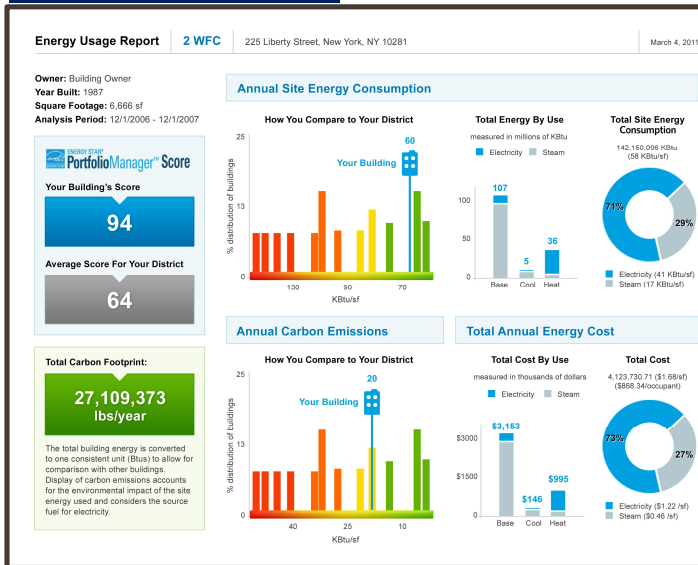 Energy Usage Report
2 WFC
225 Liberty Street, New York, NY 10281
March 4, 2011
Owner: Building Owner
Year Built: 1987
Square Footage: 6,666 sf
Analysis Period: 12/1/2006 - 12/1/2007
ENERGY STAR®
PortfolioManager™ Score
Your Building's Score
94
Average Score For Your District
64
Total Carbon Footprint:
27,109,373
lbs/year
The total building energy is converted
to one consistent unit (Btus) to allow for
comparison with other buildings.
Display of carbon emissions accounts
for the environmental impact of the site
energy used and considers the source
fuel for electricity.
Annual Site Energy Consumption
How You Compare to Your District
% distribution of buildings
25
13
0
60
Your Building
90
70
KBtu/sf
Total Energy By Use
measured in millions of KBtu
Electricity
Steam
100
50
0
107
5
36
Base
Cool
Heat
Total Site Energy
Consumption
142,150,006 KBtu
(58 KBtu/sf)
71%
29%
Electricity (41 KBtu/sf)
Steam (17 KBtu/sf)
Annual Carbon Emissions
How You Compare to Your District
% distribution of buildings
25
13
0
20
Your Building
40
25
10
KBtu/sf
Total Annual Energy Cost
Total Cost By Use
measured in thousands of dollars
Electricity
Steam
$3000
$1500
0
$3,163
$146
$995
Base
Cool
Heat
Total Cost
4,123,730.71 ($1.68/sf)
($868.34/occupant)
73%
27%
Electricity ($1.22 /sf)
Steam ($0.46 /sf)